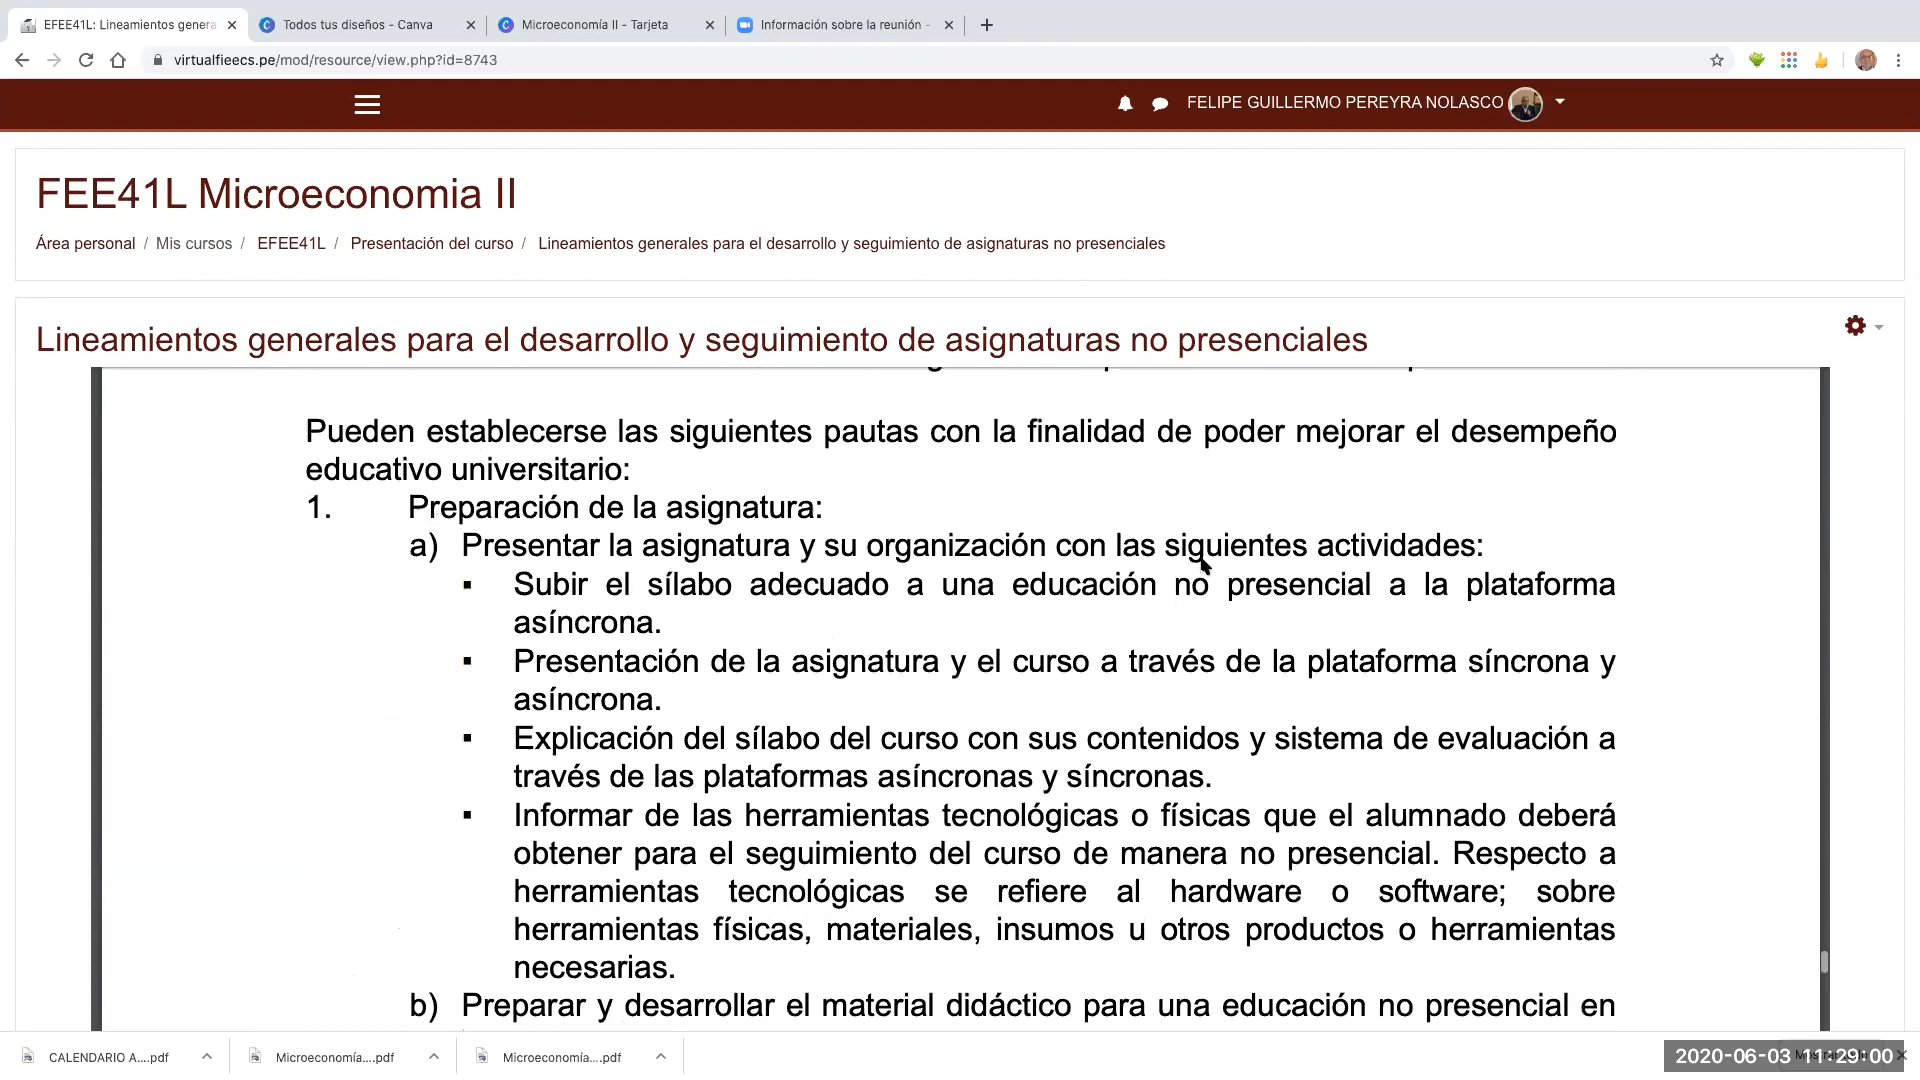 EFEE41L: Lineamientos genera
Todos tus diseños - Canva
Microeconomía II - Tarjeta
Información sobre la reunión -
virtualfieecs.pe/mod/resource/view.php?id=8743
FELIPE GUILLERMO PEREYRA NOLASCO
FEE41L Microeconomia II
Área personal / Mis cursos / EFEE41L / Presentación del curso / Lineamientos generales para el desarrollo y seguimiento de asignaturas no presenciales
Lineamientos generales para el desarrollo y seguimiento de asignaturas no presenciales
Pueden establecerse las siguientes pautas con la finalidad de poder mejorar el desempeño
educativo universitario:
1. Preparación de la asignatura:
a) Presentar la asignatura y su organización con las siguientes actividades:
▪ Subir el sílabo adecuado a una educación no presencial a la plataforma
asíncrona.
▪ Presentación de la asignatura y el curso a través de la plataforma síncrona y
asíncrona.
▪ Explicación del sílabo del curso con sus contenidos y sistema de evaluación a
través de las plataformas asíncronas y síncronas.
▪ Informar de las herramientas tecnológicas o físicas que el alumnado deberá
obtener para el seguimiento del curso de manera no presencial. Respecto a
herramientas tecnológicas se refiere al hardware o software; sobre
herramientas físicas, materiales, insumos u otros productos o herramientas
necesarias.
b) Preparar y desarrollar el material didáctico para una educación no presencial en
CALENDARIO A....pdf
Microeconomía....pdf
Microeconomía....pdf
2020-06-03 11:29:00